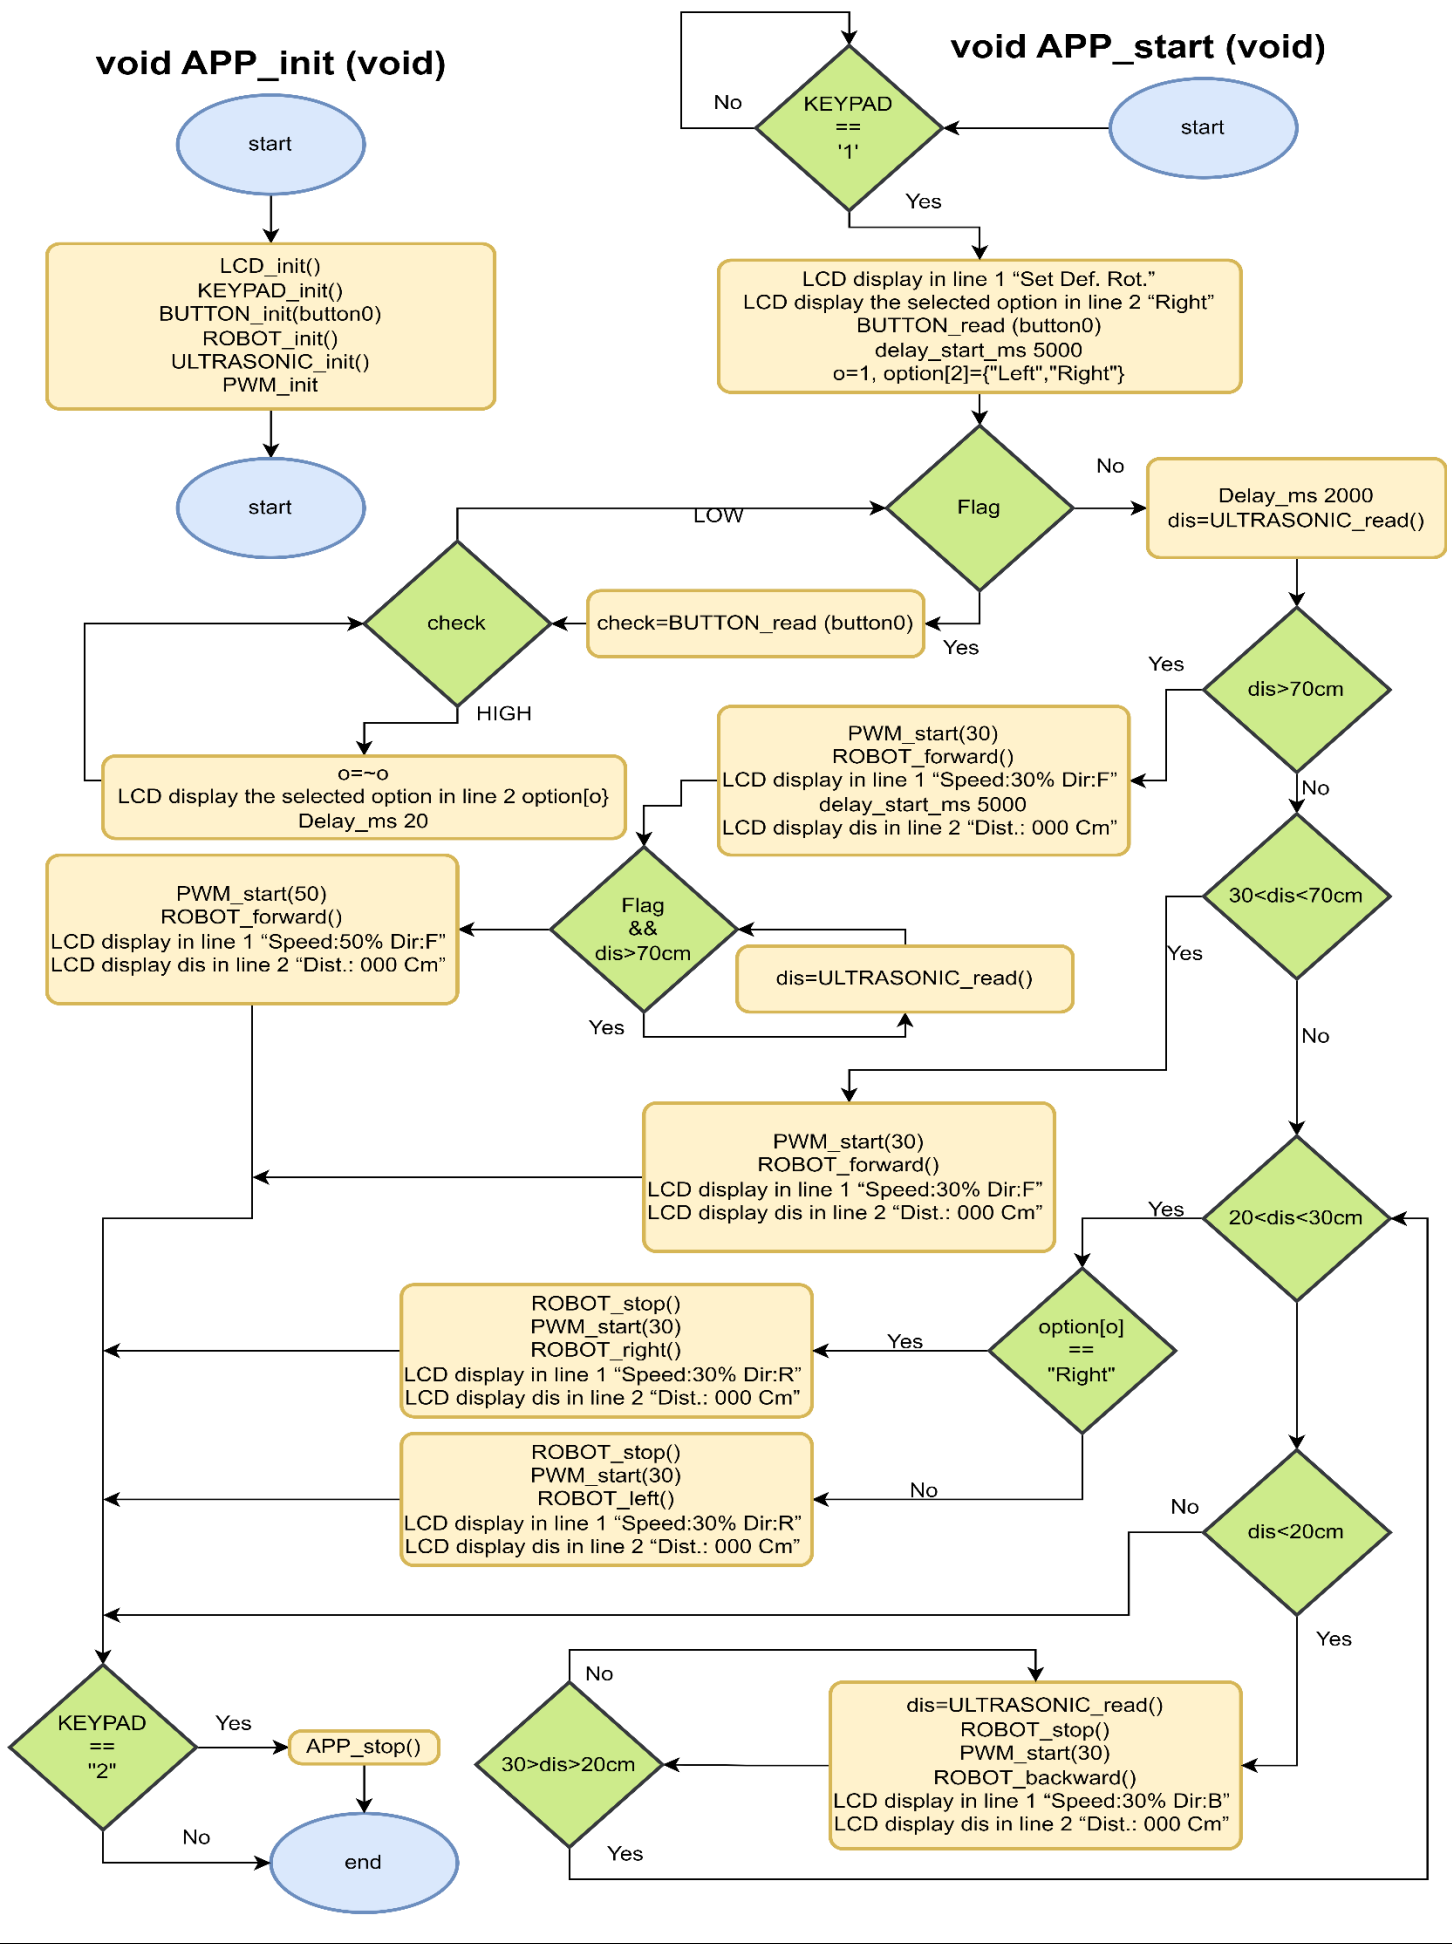 void APP_init (void)
start
LCD_init()
KEYPAD_init()
BUTTON_init(button0)
ROBOT_init()
ULTRASONIC_init()
PWM_init
start
void APP_start (void)
start
KEYPAD
==
'1'
No
Yes
LCD display in line 1 “Set Def. Rot.”
LCD display the selected option in line 2 “Right”
BUTTON_read (button0)
delay_start_ms 5000
o=1, option[2]={"Left","Right"}
Flag
No
Delay_ms 2000
dis=ULTRASONIC_read()
LOW
check
check=BUTTON_read (button0)
Yes
HIGH
o=~o
LCD display the selected option in line 2 option[o}
Delay_ms 20
dis>70cm
Yes
No
PWM_start(30)
ROBOT_forward()
LCD display in line 1 “Speed:30% Dir:F”
delay_start_ms 5000
LCD display dis in line 2 “Dist.: 000 Cm”
Flag
&&
dis>70cm
Yes
dis=ULTRASONIC_read()
PWM_start(50)
ROBOT_forward()
LCD display in line 1 “Speed:50% Dir:F”
LCD display dis in line 2 “Dist.: 000 Cm”
30<dis<70cm
Yes
No
PWM_start(30)
ROBOT_forward()
LCD display in line 1 “Speed:30% Dir:F”
LCD display dis in line 2 “Dist.: 000 Cm”
20<dis<30cm
Yes
option[o]
==
"Right"
Yes
No
ROBOT_stop()
PWM_start(30)
ROBOT_right()
LCD display in line 1 “Speed:30% Dir:R”
LCD display dis in line 2 “Dist.: 000 Cm”
ROBOT_stop()
PWM_start(30)
ROBOT_left()
LCD display in line 1 “Speed:30% Dir:R”
LCD display dis in line 2 “Dist.: 000 Cm”
dis<20cm
No
Yes
dis=ULTRASONIC_read()
ROBOT_stop()
PWM_start(30)
ROBOT_backward()
LCD display in line 1 “Speed:30% Dir:B”
LCD display dis in line 2 “Dist.: 000 Cm”
30>dis>20cm
No
Yes
KEYPAD
==
"2"
Yes
No
APP_stop()
end